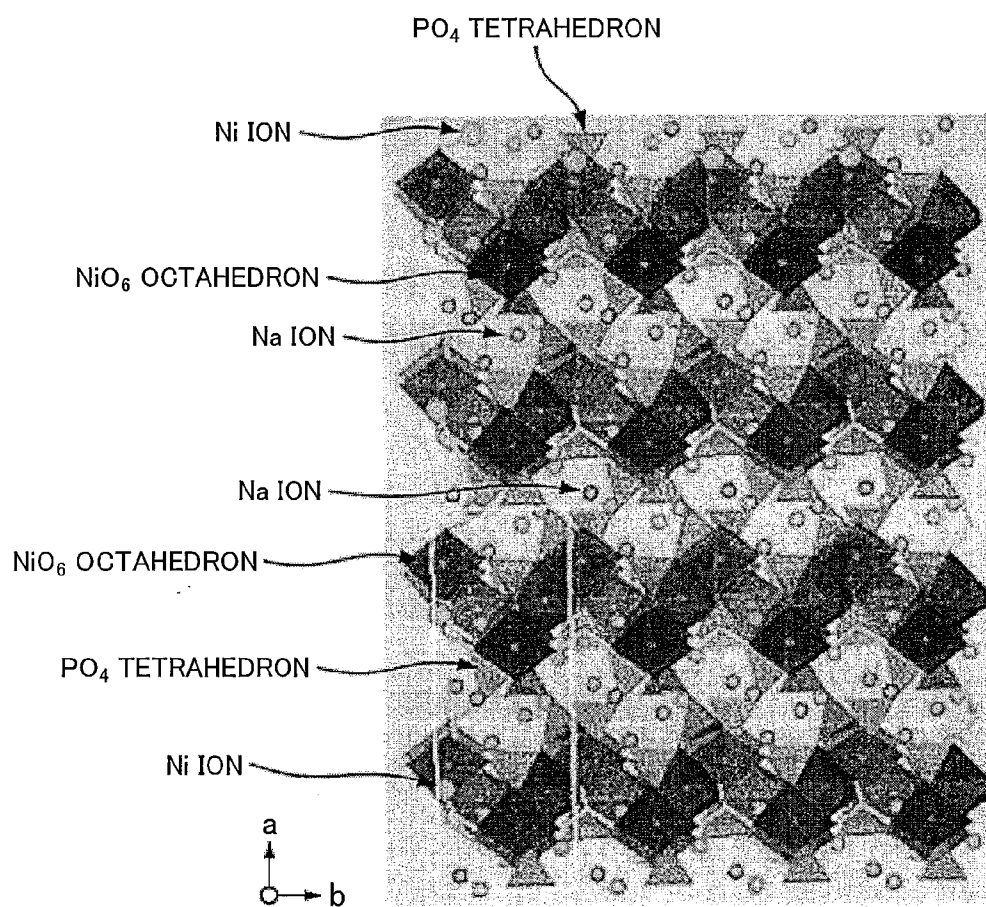 PO₄ TETRAHEDRON
Ni ION
NiO₆ OCTAHEDRON
Na ION
Na ION
NiO₆ OCTAHEDRON
PO₄ TETRAHEDRON
Ni ION
a
b